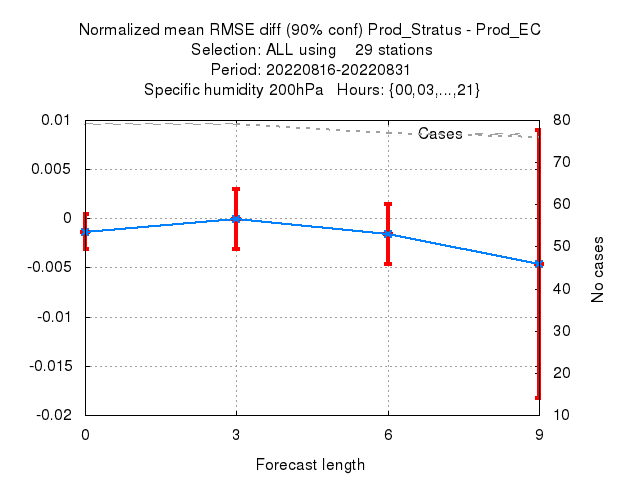 Normalized mean RMSE diff (90% conf) Prod_Stratus - Prod_EC
Selection: ALL using 29 stations
Period: 20220816-20220831
Specific humidity 200hPa Hours: {00,03,...,21}
0.01
0.005
0
-0.005
-0.01
-0.015
-0.02
80
70
60
50
40
30
20
10
Cases
No cases
0 3 6 9
Forecast length